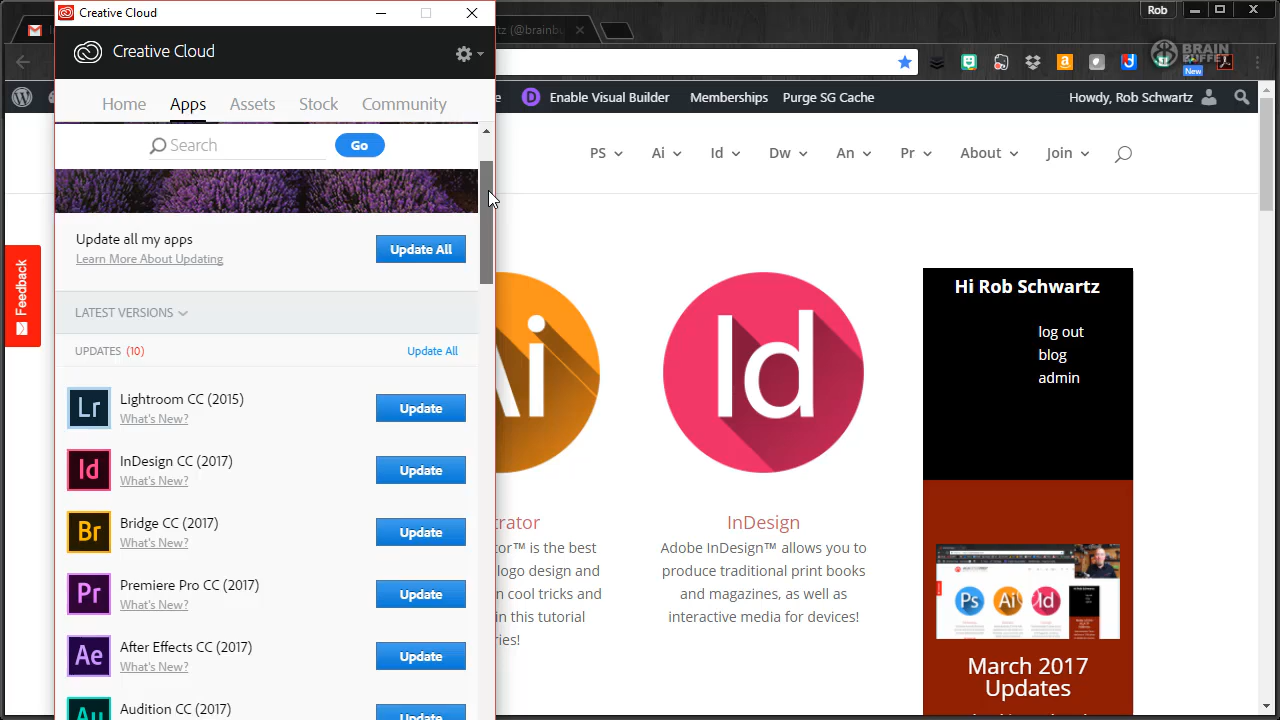 Creative Cloud
Rob
rtz (@brainbu
Creative Cloud
BRAIN
BUFFET
New
Home Apps Assets Stock Community
Enable Visual Builder Memberships Purge SG Cache Howdy, Rob Schwartz
Search Go
PS Ai Id Dw An Pr About Join
Update all my apps
Learn More About Updating
Update All
Feedback
LATEST VERSIONS
UPDATES (10) Update All
Lr Lightroom CC (2015)
What's New?
Update
Id InDesign CC (2017)
What's New?
Update
Br Bridge CC (2017)
What's New?
Update
Pr Premiere Pro CC (2017)
What's New?
Update
Ae After Effects CC (2017)
What's New?
Update
Au Audition CC (2017)
Update
Ai
trator
tor™ is the best
logo design and
n cool tricks and
in this tutorial
ries!
Id
InDesign
Adobe InDesign™ allows you to
produce traditional print books
and magazines, as well as
interactive media for devices!
Hi Rob Schwartz
log out
blog
admin
Ps Ai Id
March 2017
Updates